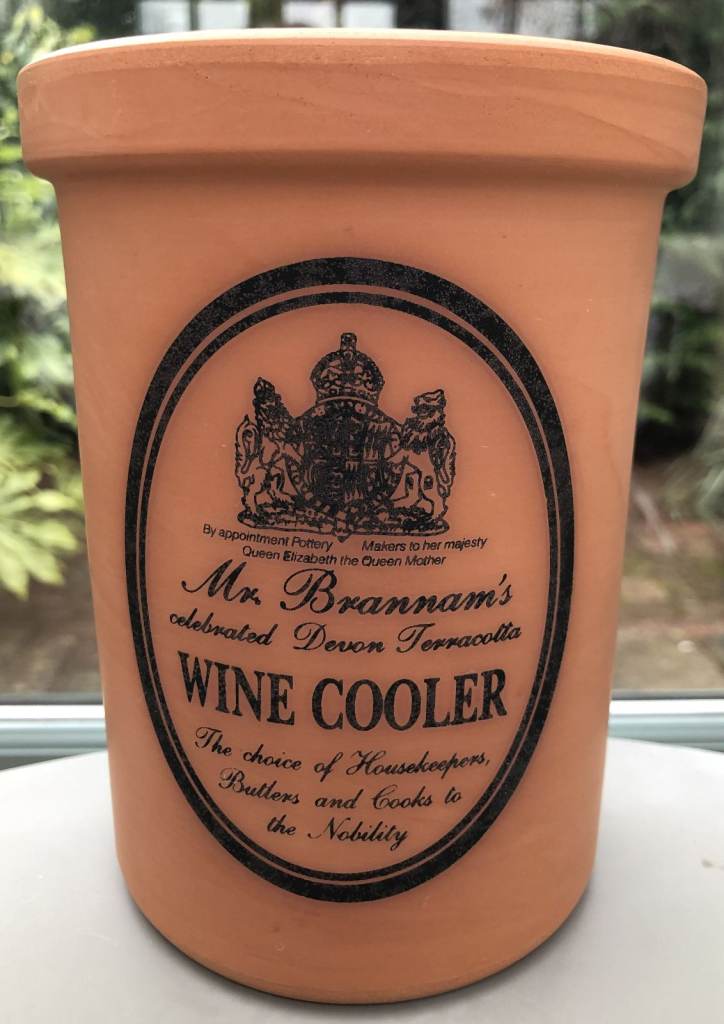 By appointment Pottery Makers to her majesty
Queen Elizabeth the Queen Mother
Mr. Brannam's
celebrated Devon Terracotta
WINE COOLER
The choice of Housekeepers,
Butlers and Cooks to
the Nobility